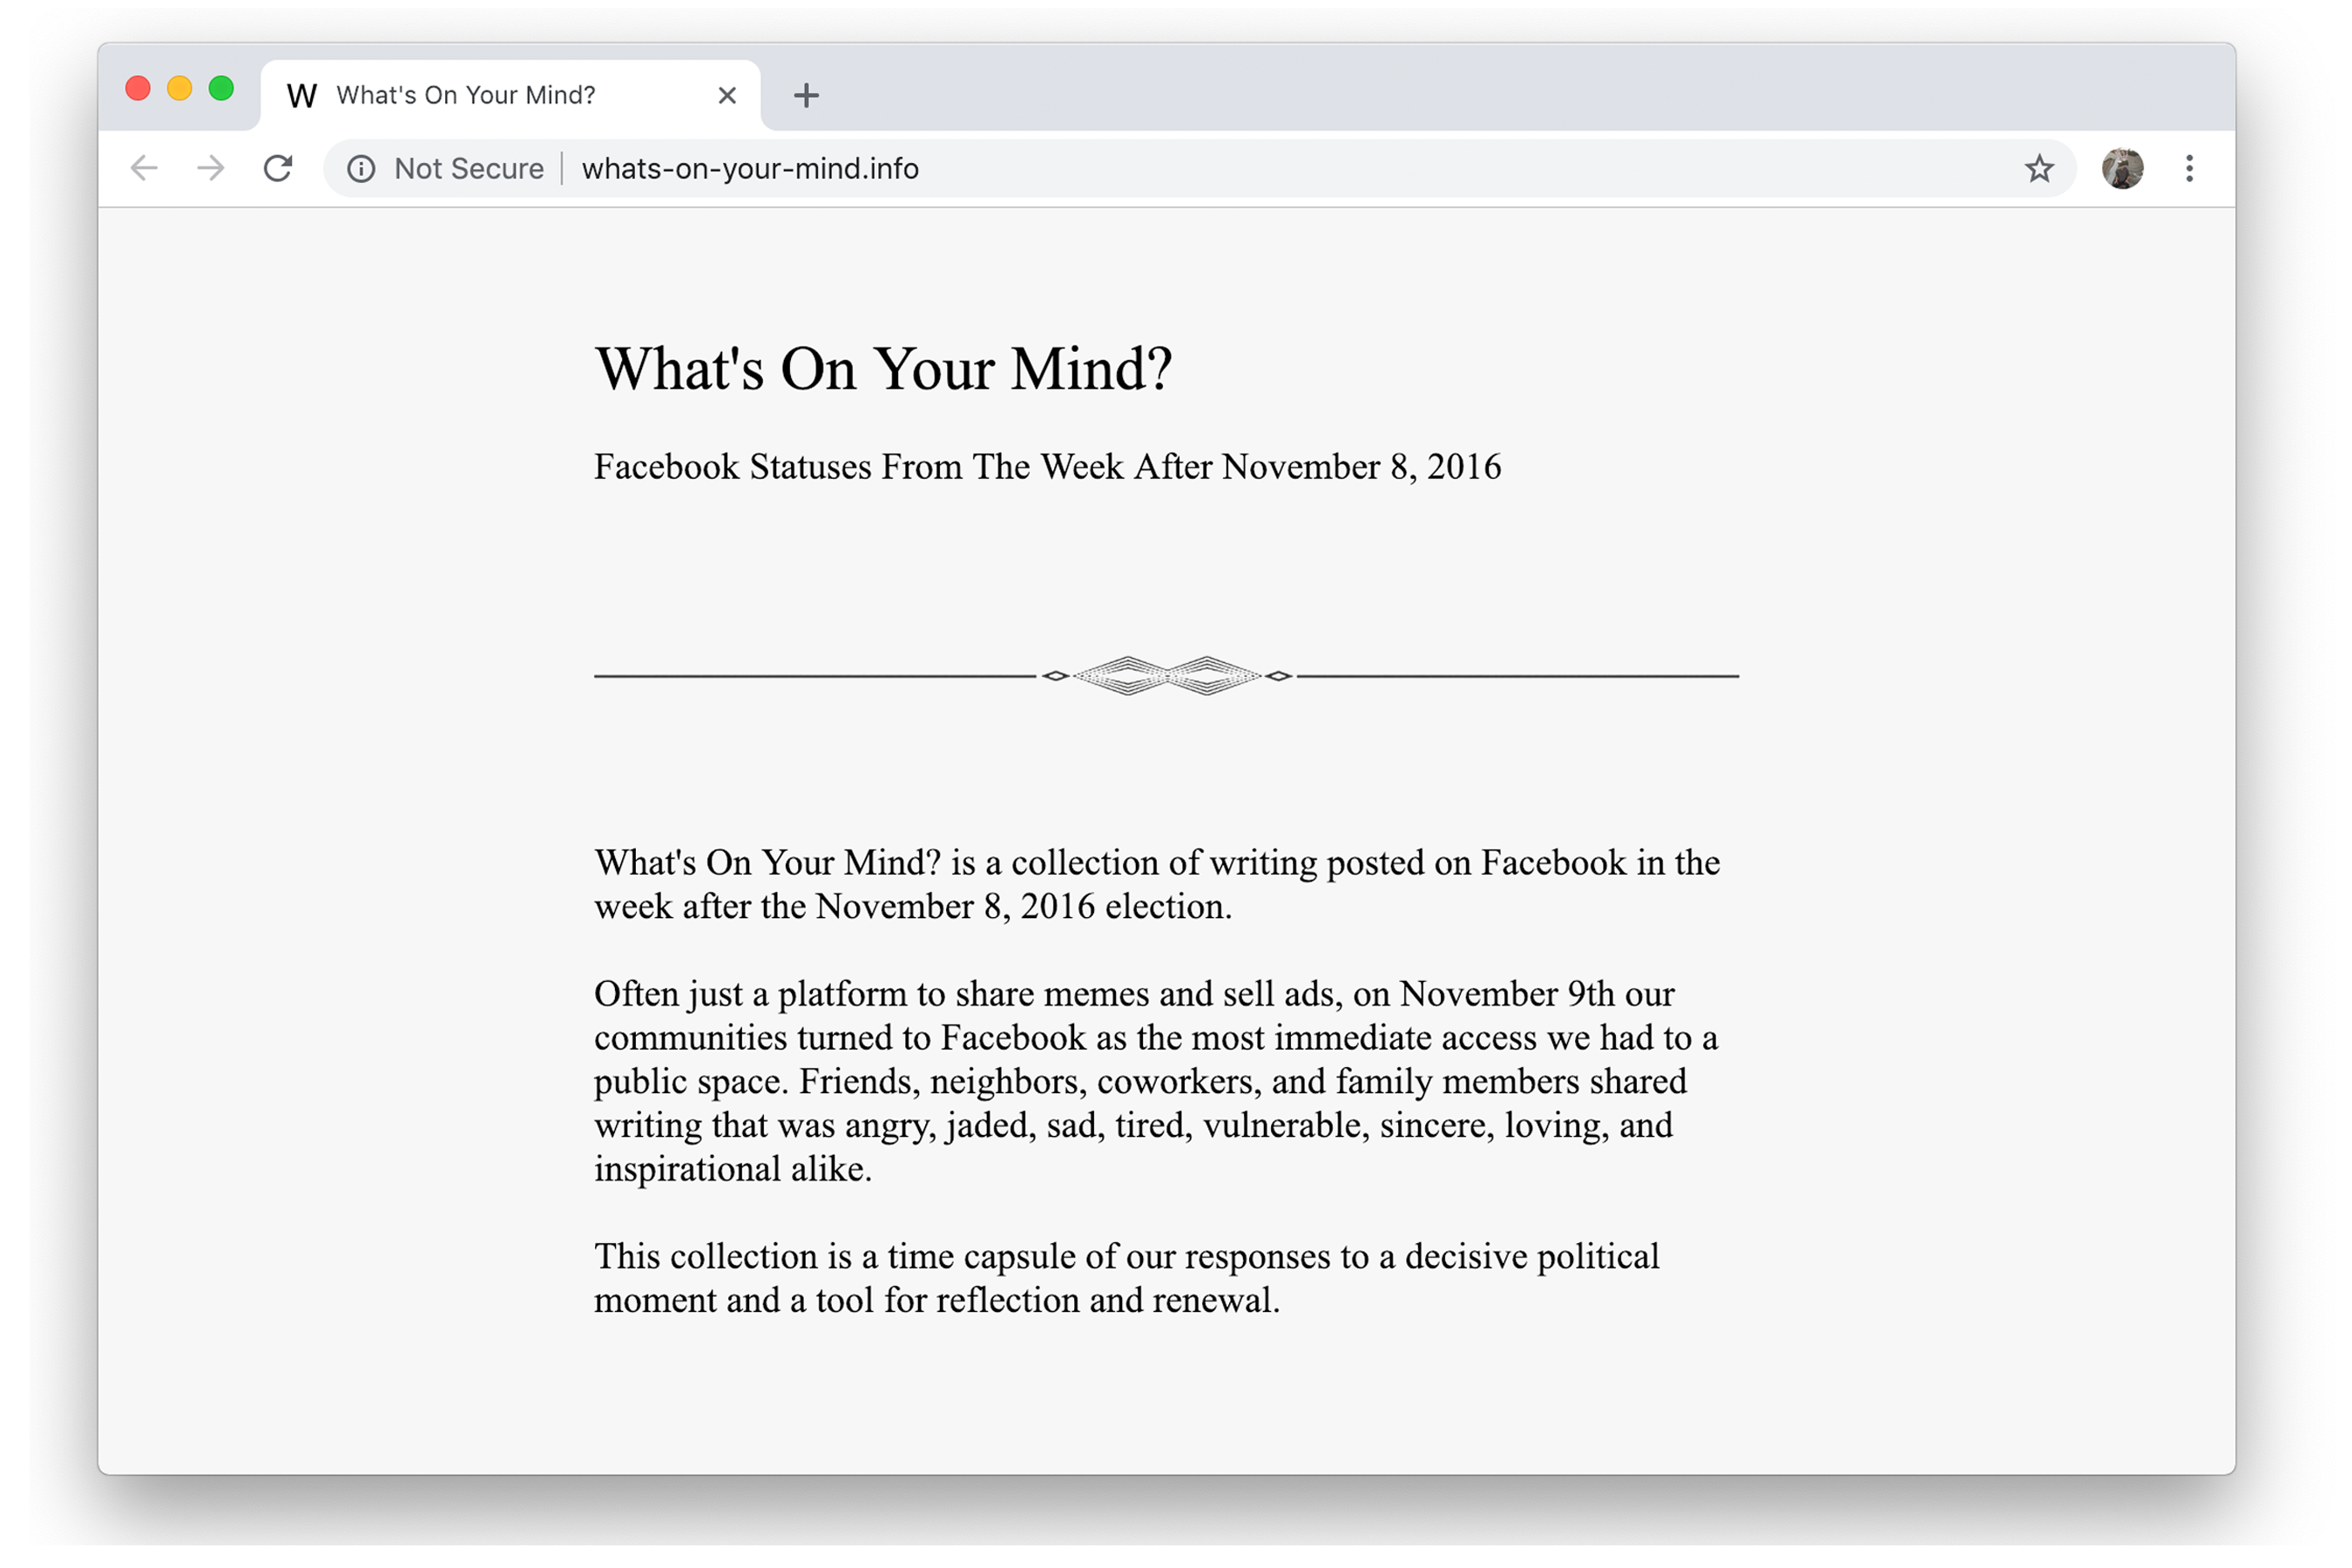 W What's On Your Mind?
Not Secure whats-on-your-mind.info
What's On Your Mind?
Facebook Statuses From The Week After November 8, 2016
What's On Your Mind? is a collection of writing posted on Facebook in the
week after the November 8, 2016 election.
Often just a platform to share memes and sell ads, on November 9th our
communities turned to Facebook as the most immediate access we had to a
public space. Friends, neighbors, coworkers, and family members shared
writing that was angry, jaded, sad, tired, vulnerable, sincere, loving, and
inspirational alike.
This collection is a time capsule of our responses to a decisive political
moment and a tool for reflection and renewal.